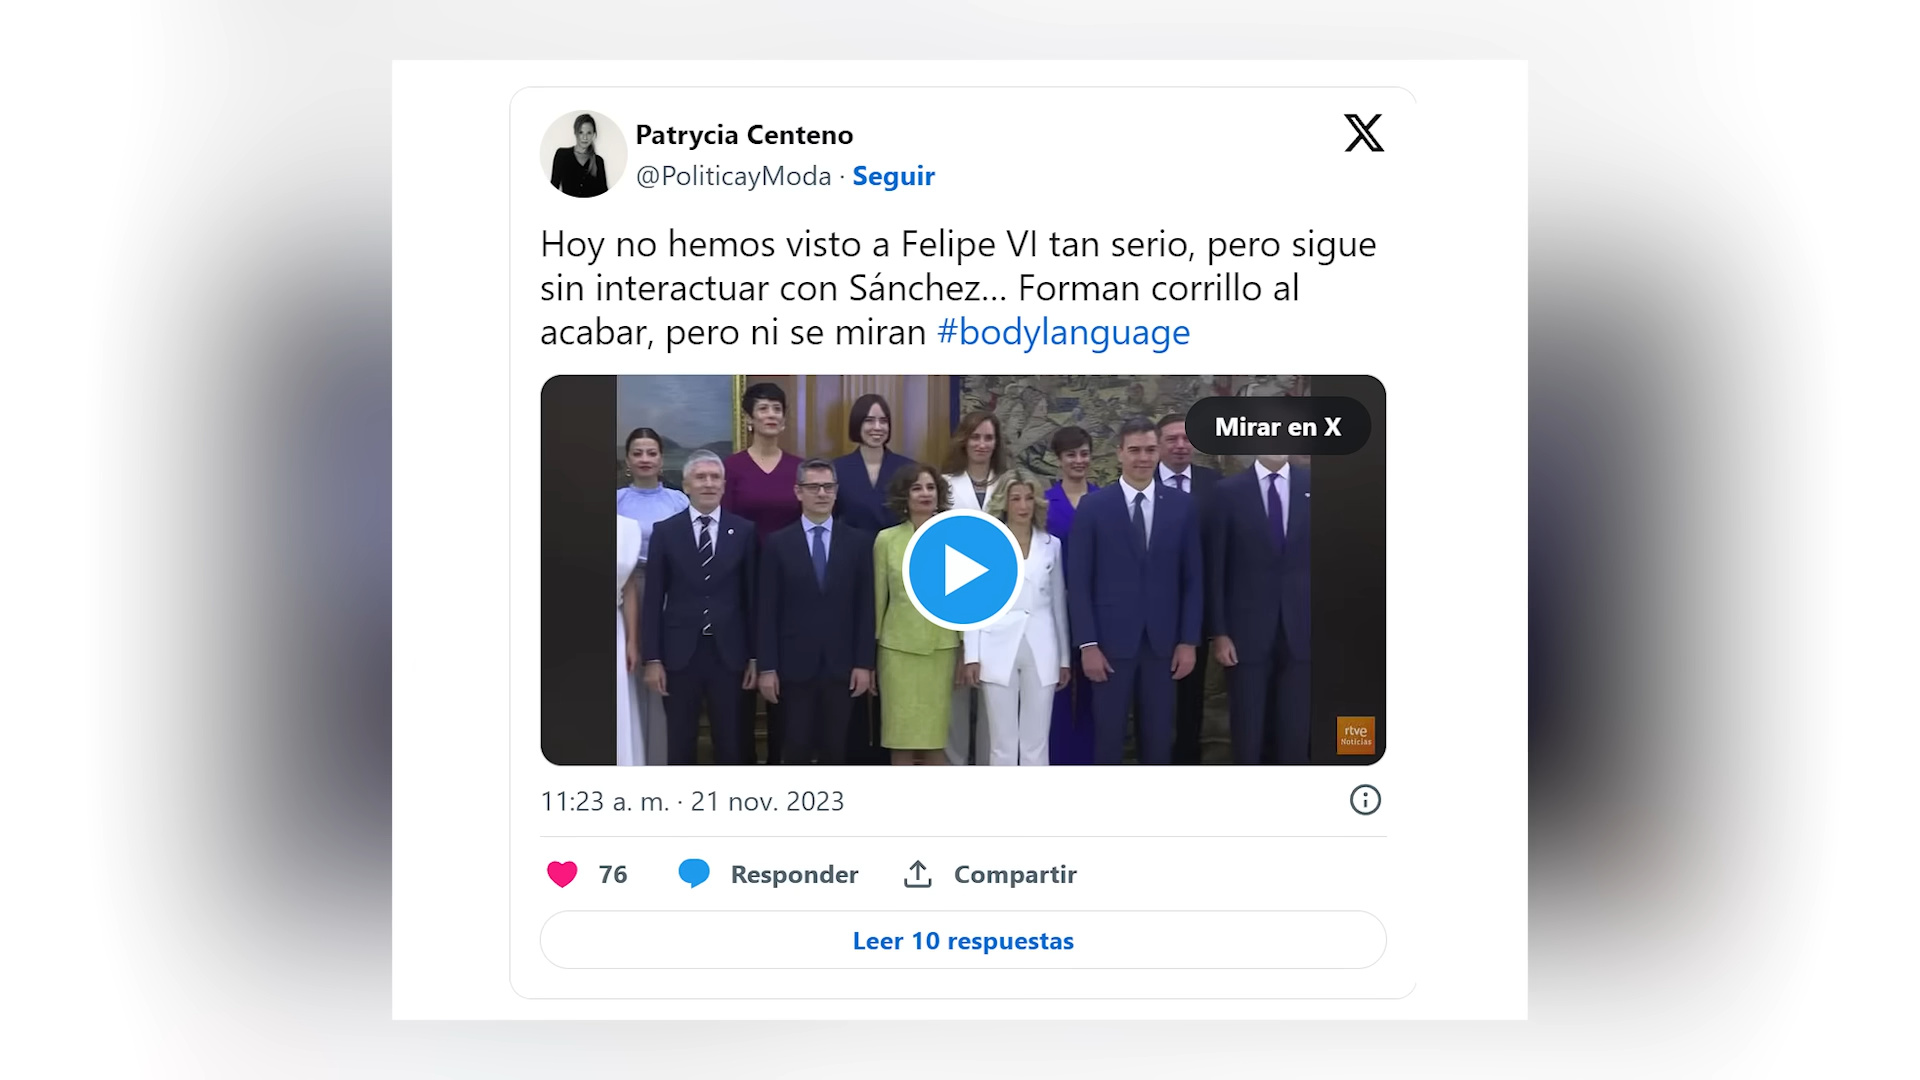 Patrycia Centeno
@PoliticayModa · Seguir
Hoy no hemos visto a Felipe VI tan serio, pero sigue
sin interactuar con Sánchez... Forman corrillo al
acabar, pero ni se miran #bodylanguage
Mirar en X
rtve
Noticias
11:23 a. m. · 21 nov. 2023
76
Responder
Compartir
Leer 10 respuestas